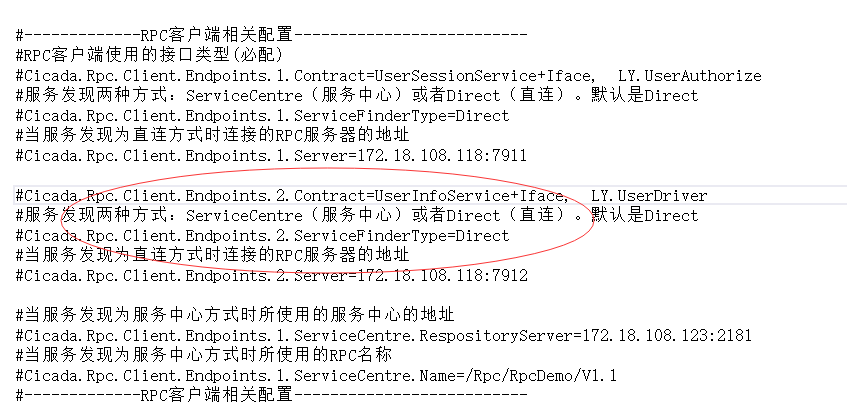 #-------------RPC客户端相关配置--------------------------
#RPC客户端使用的接口类型(必配)
#Cicada.Rpc.Client.Endpoints.1.Contract=UserSessionService+Iface, LY.UserAuthorize
#服务发现两种方式：ServiceCentre（服务中心）或者Direct（直连）。默认是Direct
#Cicada.Rpc.Client.Endpoints.1.ServiceFinderType=Direct
#当服务发现为直连方式时连接的RPC服务器的地址
#Cicada.Rpc.Client.Endpoints.1.Server=172.18.108.118:7911
#Cicada.Rpc.Client.Endpoints.2.Contract=UserInfoService+Iface, LY.UserDriver
#服务发现两种方式：ServiceCentre（服务中心）或者Direct（直连）。默认是Direct
#Cicada.Rpc.Client.Endpoints.2.ServiceFinderType=Direct
#当服务发现为直连方式时连接的RPC服务器的地址
#Cicada.Rpc.Client.Endpoints.2.Server=172.18.108.118:7912
#当服务发现为服务中心方式时所使用的服务中心的地址
#Cicada.Rpc.Client.Endpoints.1.ServiceCentre.RespositoryServer=172.18.108.123:2181
#当服务发现为服务中心方式时所使用的RPC名称
#Cicada.Rpc.Client.Endpoints.1.ServiceCentre.Name=/Rpc/RpcDemo/V1.1
#-------------RPC客户端相关配置--------------------------